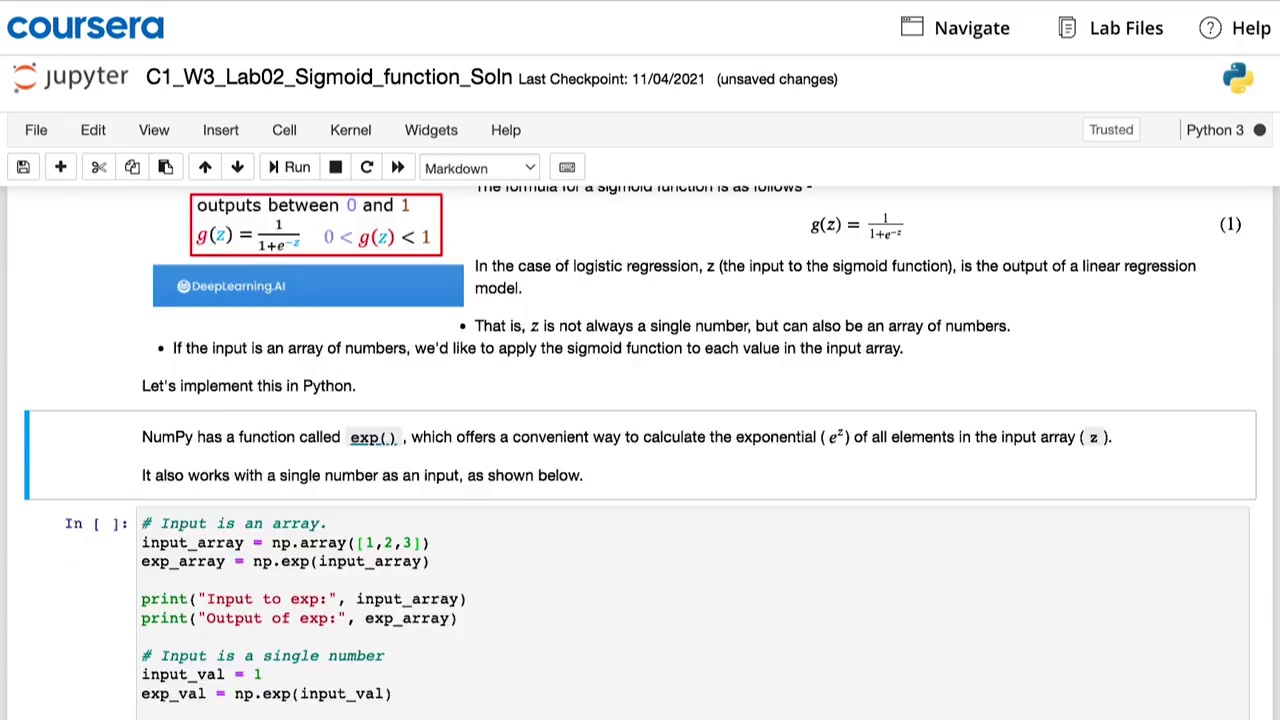 coursera
Navigate
Lab Files
? Help
jupyter C1_W3_Lab02_Sigmoid_function_Soln Last Checkpoint: 11/04/2021 (unsaved changes)
File Edit View Insert Cell Kernel Widgets Help
Trusted
Python 3
Run
Markdown
The formula for a sigmoid function is as follows -
outputs between 0 and 1
g(z) = 1/(1+e^-z) 0 < g(z) < 1
g(z) = 1/(1+e^-z) (1)
In the case of logistic regression, z (the input to the sigmoid function), is the output of a linear regression
model.
DeepLearning.AI
• That is, z is not always a single number, but can also be an array of numbers.
• If the input is an array of numbers, we'd like to apply the sigmoid function to each value in the input array.
Let's implement this in Python.
NumPy has a function called exp(), which offers a convenient way to calculate the exponential ( e^z ) of all elements in the input array ( z ).
It also works with a single number as an input, as shown below.
In [ ]: # Input is an array.
input_array = np.array([1,2,3])
exp_array = np.exp(input_array)
print("Input to exp:", input_array)
print("Output of exp:", exp_array)
# Input is a single number
input_val = 1
exp_val = np.exp(input_val)